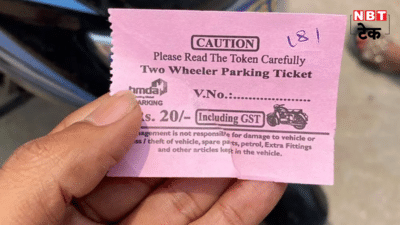 NBT
टेक
181
CAUTION
Please Read The Token Carefully
Two Wheeler Parking Ticket
hmda
V.No.:...................
PARKING
Rs. 20/- Including GST
is not responsible for damage to vehicle or
/ theft of vehicle, spare parts, petrol, Extra Fittings
and other articles kept in the vehicle.